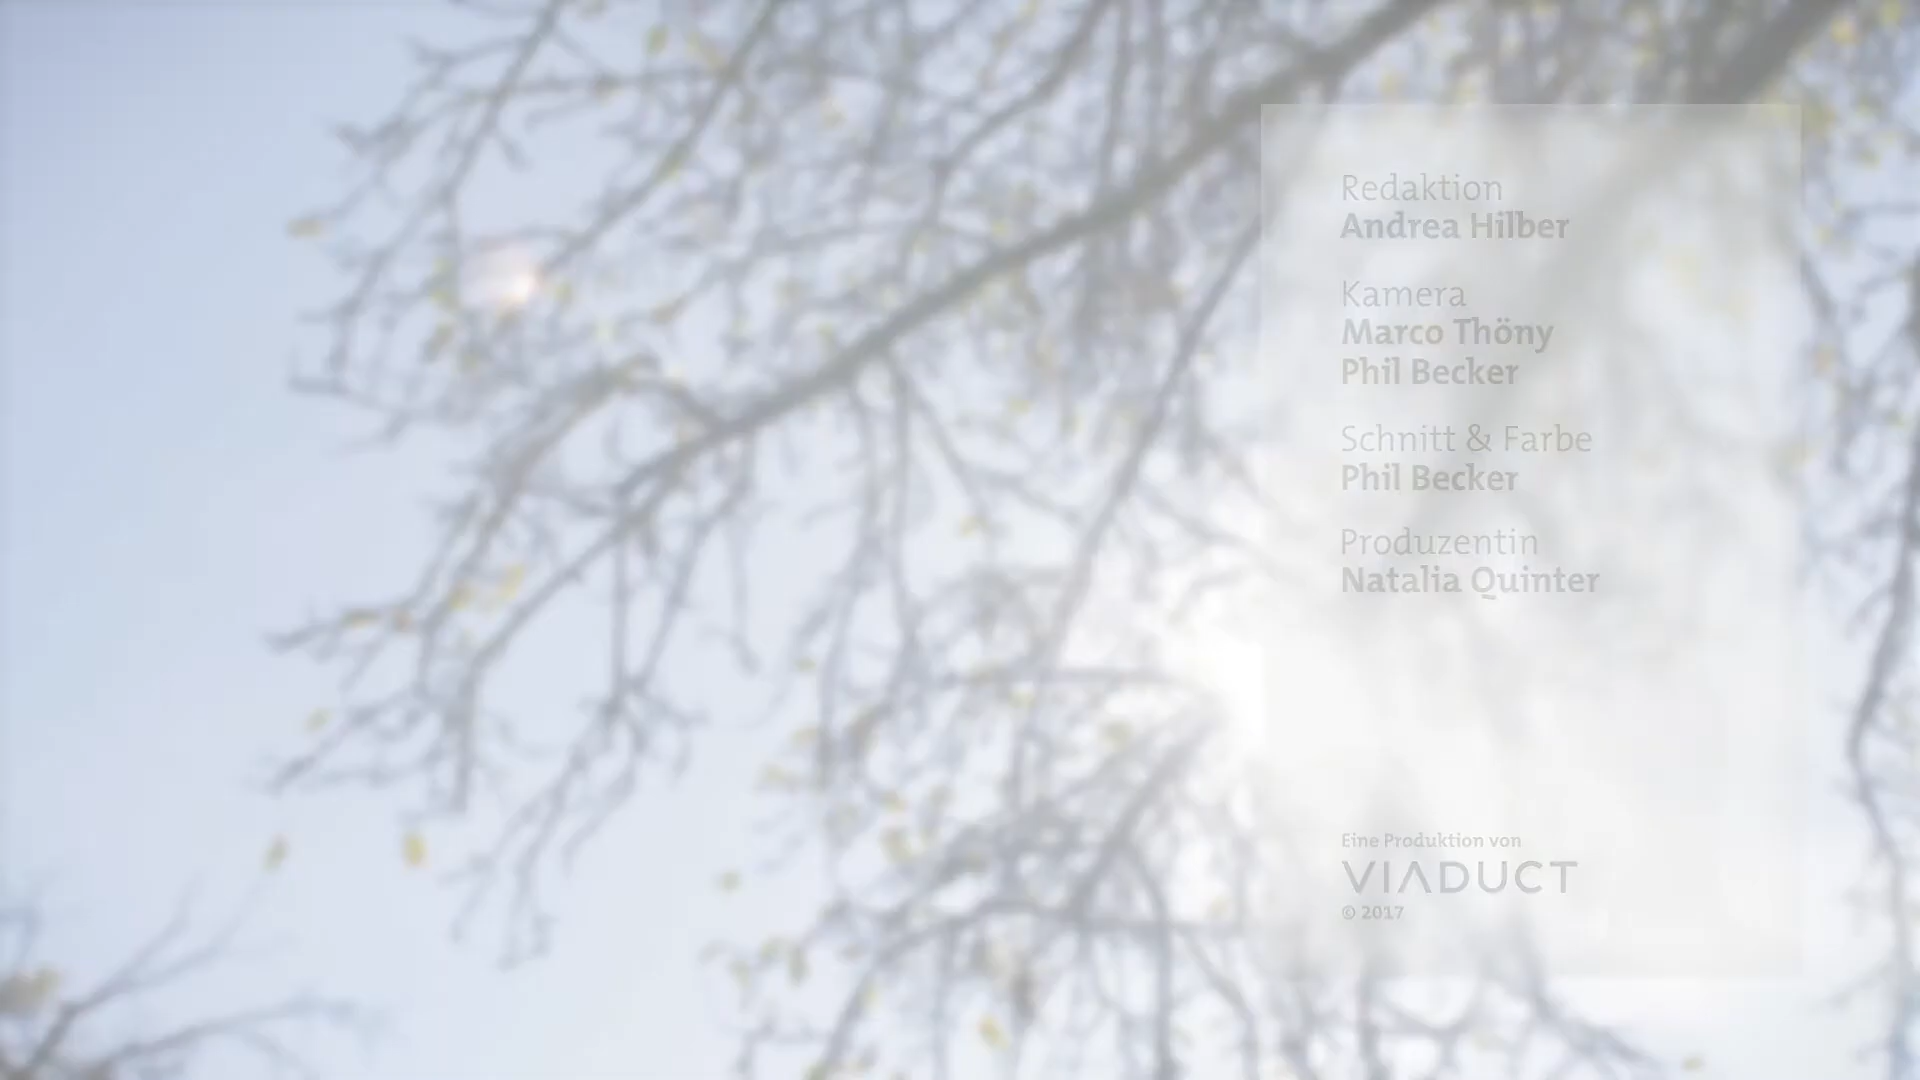 Redaktion
Andrea Hilber
Kamera
Marco Thöny
Phil Becker
Schnitt & Farbe
Phil Becker
Produzentin
Natalia Quinter
Eine Produktion von
VIADUCT
© 2017